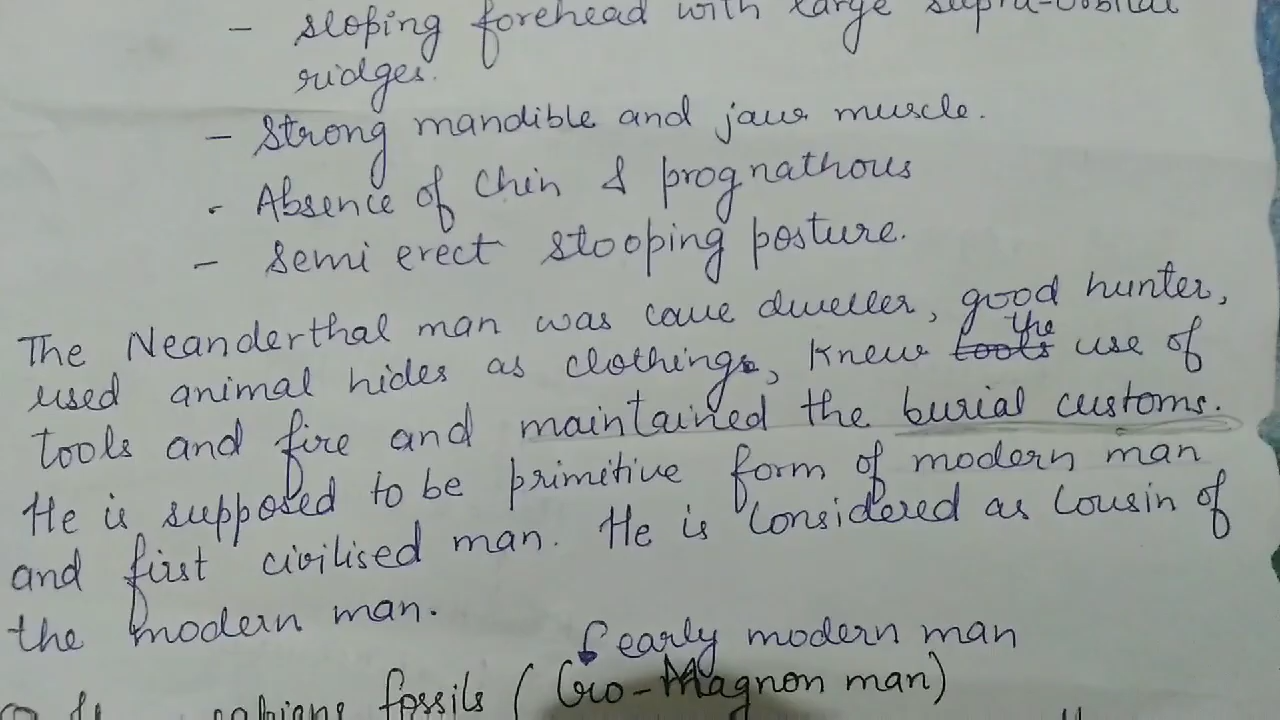 - sloping forehead with large supra-orbital
ridges.
- Strong mandible and jaw muscle.
- Absence of Chin & prognathous
- Semi erect stooping posture.
The Neanderthal man was cave dweller, good hunter,
used animal hides as clothings, knew tools the use of
tools and fire and maintained the burial customs.
He is supposed to be primitive form of modern man
and first civilised man. He is considered as cousin of
the modern man.
early modern man
fossils (Cro-Magnon man)